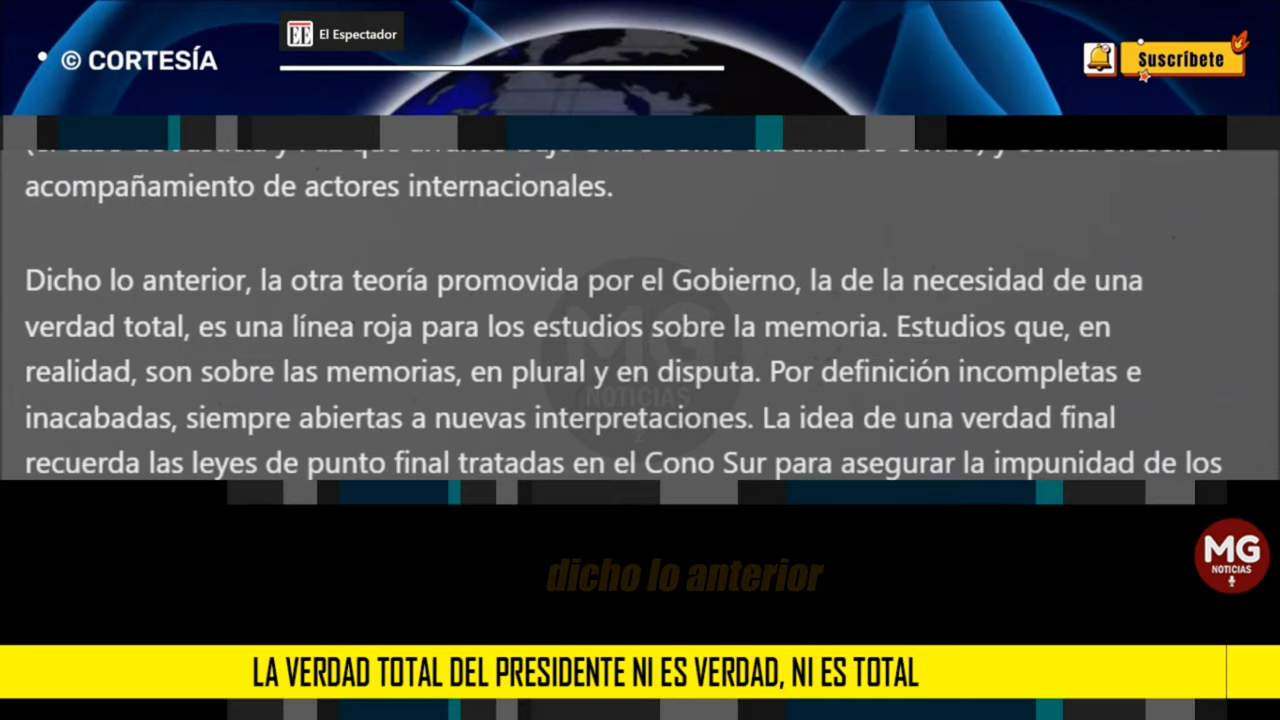 EE El Espectador
© CORTESÍA
Suscríbete
acompañamiento de actores internacionales.
Dicho lo anterior, la otra teoría promovida por el Gobierno, la de la necesidad de una
verdad total, es una línea roja para los estudios sobre la memoria. Estudios que, en
realidad, son sobre las memorias, en plural y en disputa. Por definición incompletas e
inacabadas, siempre abiertas a nuevas interpretaciones. La idea de una verdad final
recuerda las leyes de punto final tratadas en el Cono Sur para asegurar la impunidad de los
MG
NOTICIAS
dicho lo anterior
MG
NOTICIAS
LA VERDAD TOTAL DEL PRESIDENTE NI ES VERDAD, NI ES TOTAL